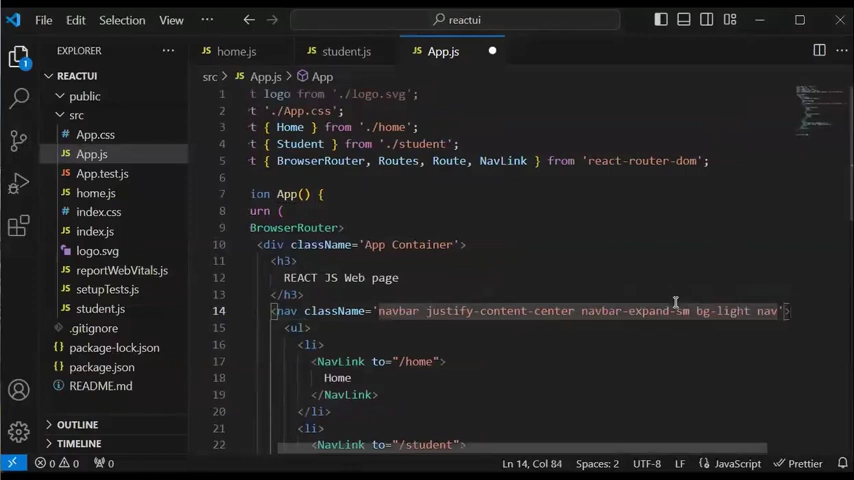 File Edit Selection View ... reactui
EXPLORER ... home.js student.js App.js
REACTUI
public
src
App.css
App.js
App.test.js
home.js
index.css
index.js
logo.svg
reportWebVitals.js
setupTests.js
student.js
.gitignore
package-lock.json
package.json
README.md
OUTLINE
TIMELINE
1
src > App.js > App
1 t logo from './logo.svg';
2 t './App.css';
3 t { Home } from './home';
4 t { Student } from './student';
5 t { BrowserRouter, Routes, Route, NavLink } from 'react-router-dom';
6
7 ion App() {
8 urn (
9 BrowserRouter>
10 <div className='App Container'>
11 <h3>
12 REACT JS Web page
13 </h3>
14 <nav className='navbar justify-content-center navbar-expand-sm bg-light nav'>
15 <ul>
16 <li>
17 <NavLink to="/home">
18 Home
19 </NavLink>
20 </li>
21 <li>
22 <NavLink to="/student">
0 0 0 Ln 14, Col 84 Spaces: 2 UTF-8 LF JavaScript Prettier